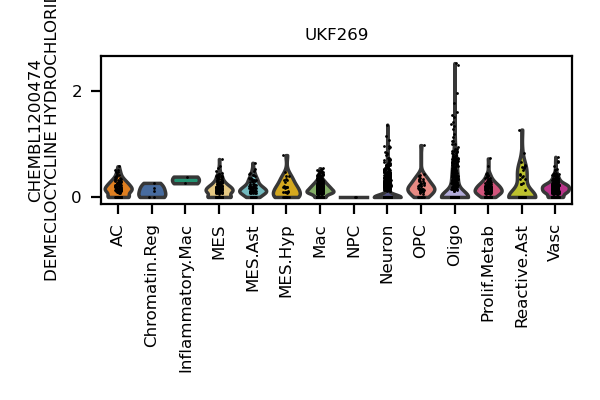 UKF269
CHEMBL1200474
DEMECLOCYCLINE HYDROCHLORI
2
0
AC
Chromatin.Reg
Inflammatory.Mac
MES
MES.Ast
MES.Hyp
Mac
NPC
Neuron
OPC
Oligo
Prolif.Metab
Reactive.Ast
Vasc